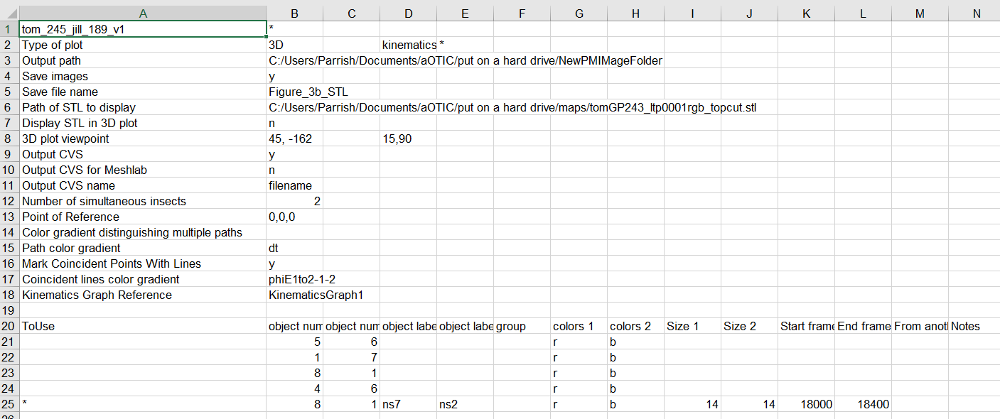 A B C D E F G H I J K L M N
1 tom_245_jill_189_v1 *
2 Type of plot 3D kinematics *
3 Output path C:/Users/Parrish/Documents/aOTIC/put on a hard drive/NewPMIMageFolder
4 Save images y
5 Save file name Figure_3b_STL
6 Path of STL to display C:/Users/Parrish/Documents/aOTIC/put on a hard drive/maps/tomGP243_ltp0001rgb_topcut.stl
7 Display STL in 3D plot n
8 3D plot viewpoint 45, -162 15,90
9 Output CVS y
10 Output CVS for Meshlab n
11 Output CVS name filename
12 Number of simultaneous insects 2
13 Point of Reference 0,0,0
14 Color gradient distinguishing multiple paths
15 Path color gradient dt
16 Mark Coincident Points With Lines y
17 Coincident lines color gradient phiE1to2-1-2
18 Kinematics Graph Reference KinematicsGraph1
19
20 ToUse object num object num object labe object labe group colors 1 colors 2 Size 1 Size 2 Start frame End frame From anot Notes
21 5 6 r b
22 1 7 r b
23 8 1 r b
24 4 6 r b
25 * 8 1 ns7 ns2 r b 14 14 18000 18400